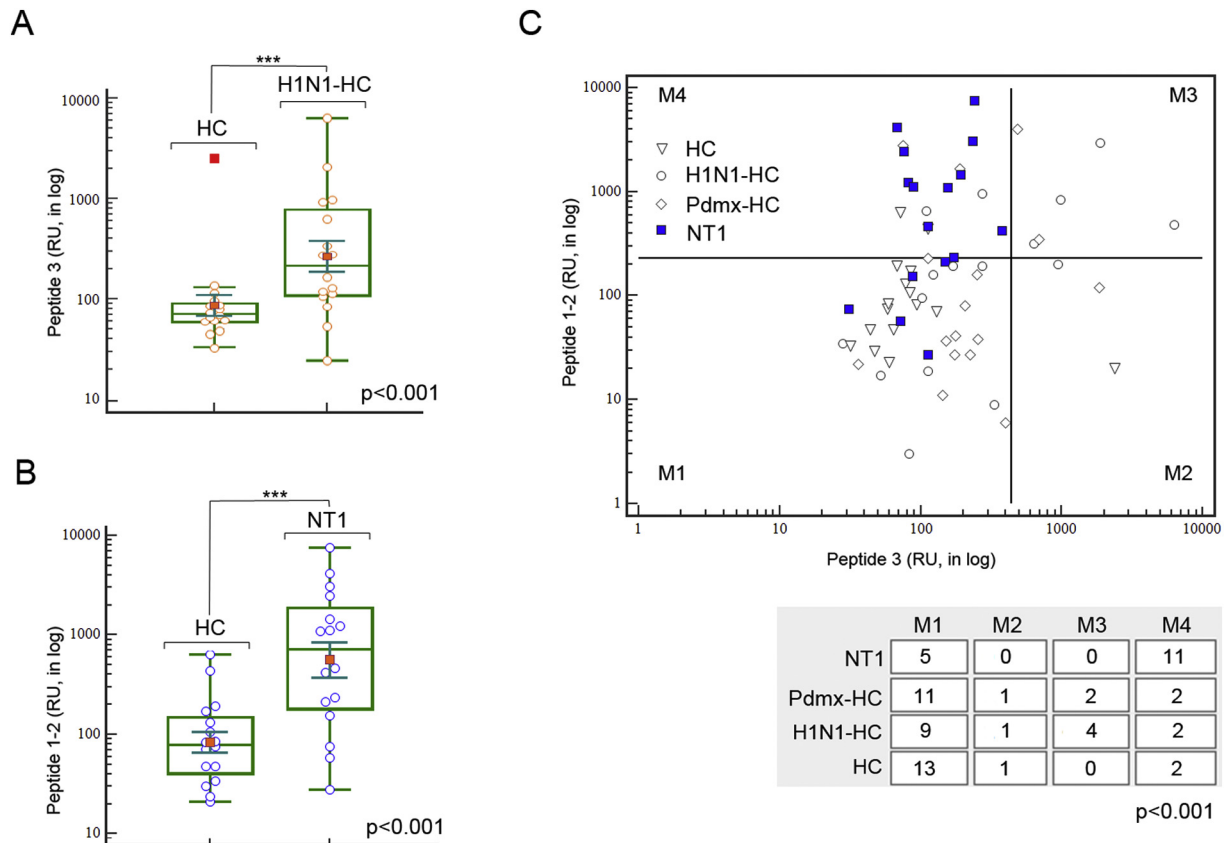 A
***
H1N1-HC
HC
10000
1000
100
10
Peptide 3 (RU, in log)
p<0.001
B
***
NT1
HC
10000
1000
100
10
Peptide 1-2 (RU, in log)
p<0.001
C
M4
M3
HC
H1N1-HC
Pdmx-HC
NT1
M1
M2
10000
1000
100
10
1
Peptide 1-2 (RU, in log)
1 10 100 1000 10000
Peptide 3 (RU, in log)
M1 M2 M3 M4
NT1 5 0 0 11
Pdmx-HC 11 1 2 2
H1N1-HC 9 1 4 2
HC 13 1 0 2
p<0.001